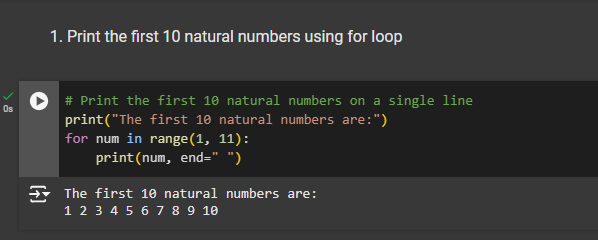 1. Print the first 10 natural numbers using for loop
0s
# Print the first 10 natural numbers on a single line
print("The first 10 natural numbers are:")
for num in range(1, 11):
    print(num, end=" ")
The first 10 natural numbers are:
1 2 3 4 5 6 7 8 9 10